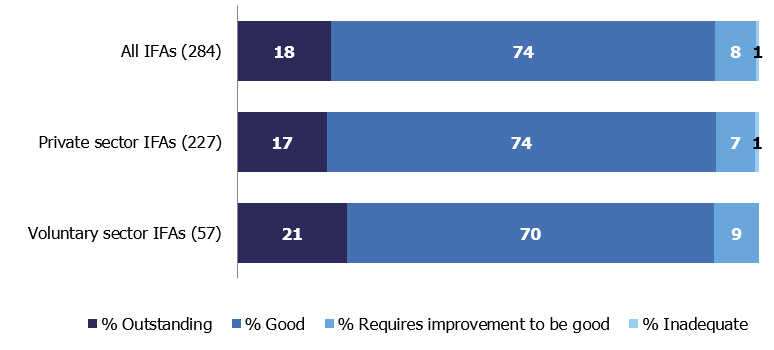 All IFAs (284) 18 74 8 1
Private sector IFAs (227) 17 74 7 1
Voluntary sector IFAs (57) 21 70 9
% Outstanding % Good % Requires improvement to be good % Inadequate